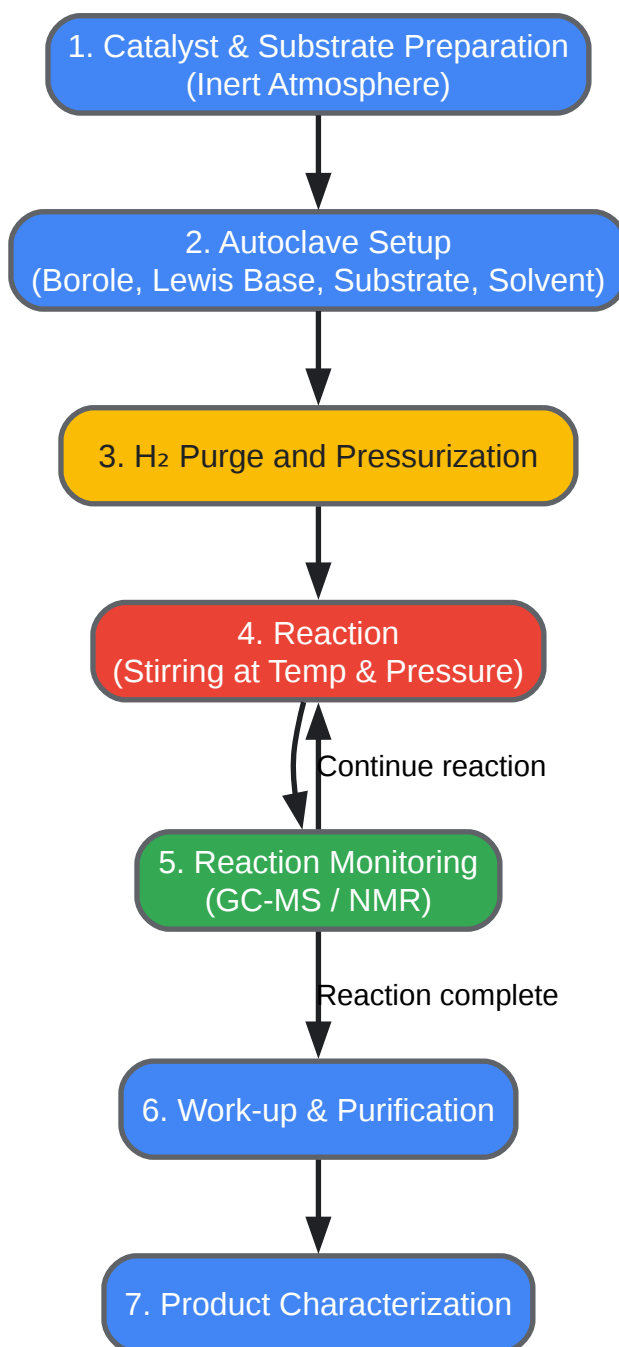 1. Catalyst & Substrate Preparation
(Inert Atmosphere)
2. Autoclave Setup
(Borole, Lewis Base, Substrate, Solvent)
3. H₂ Purge and Pressurization
4. Reaction
(Stirring at Temp & Pressure)
Continue reaction
5. Reaction Monitoring
(GC-MS / NMR)
Reaction complete
6. Work-up & Purification
7. Product Characterization